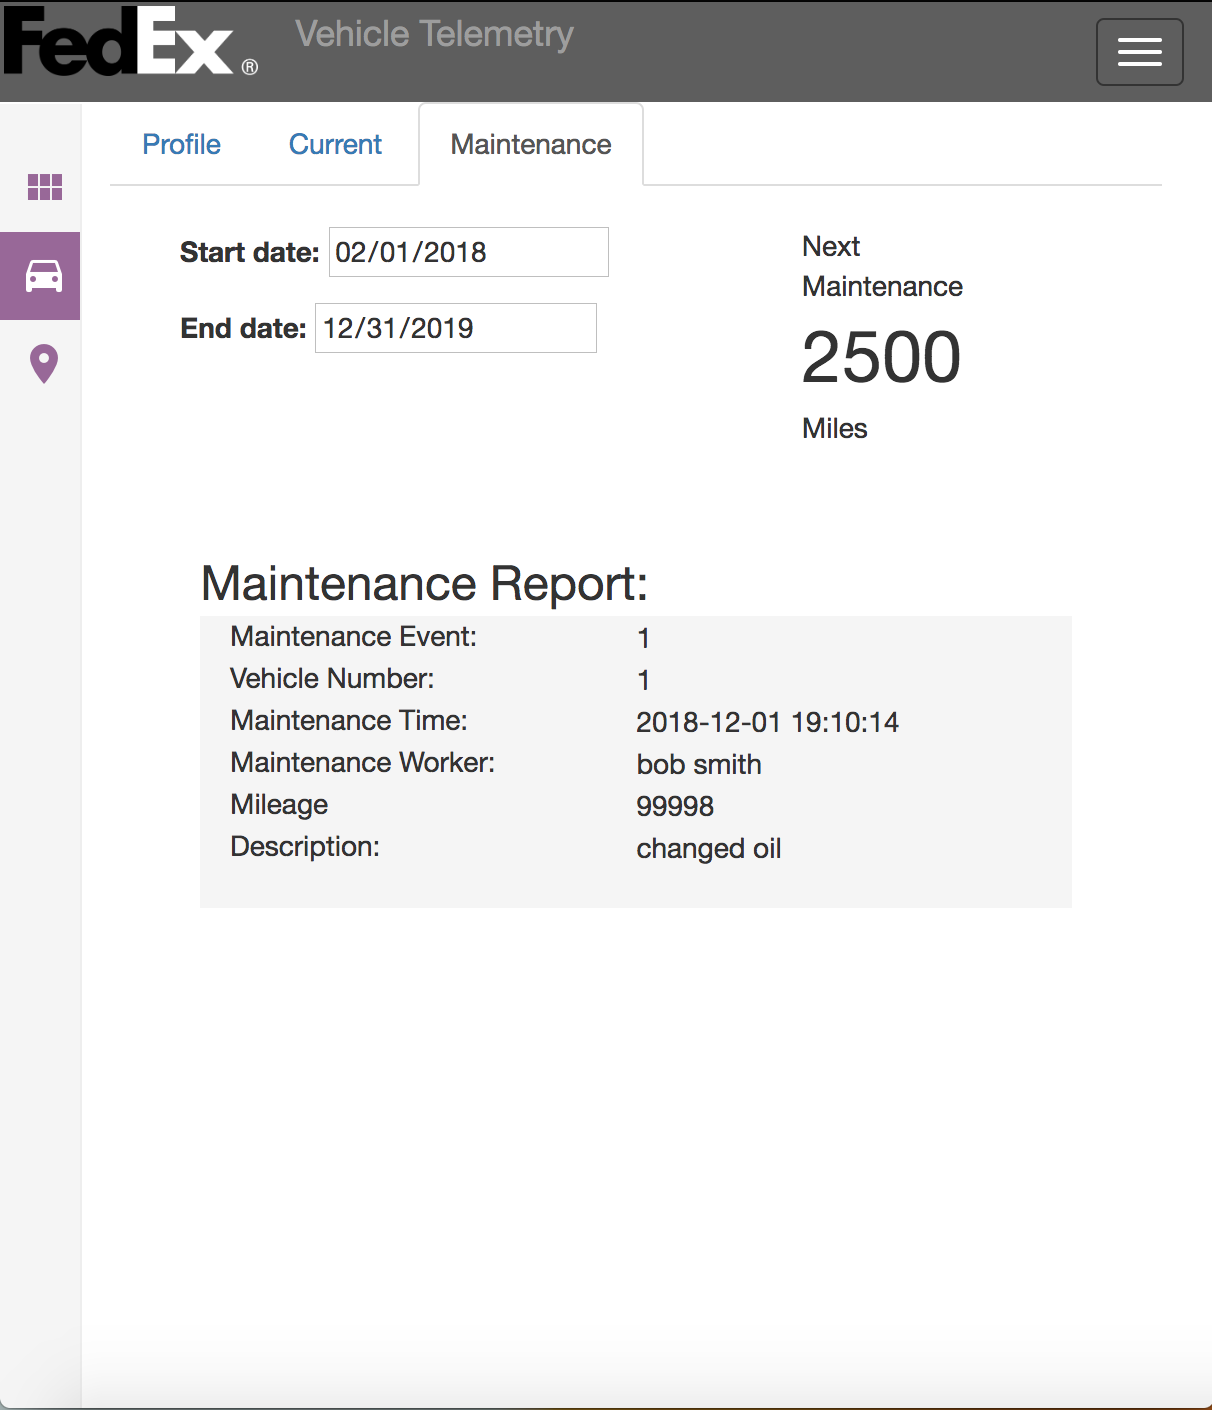 FedEx®
Vehicle Telemetry
Profile
Current
Maintenance
Start date: 02/01/2018
End date: 12/31/2019
Next
Maintenance
2500
Miles
Maintenance Report:
Maintenance Event: 1
Vehicle Number: 1
Maintenance Time: 2018-12-01 19:10:14
Maintenance Worker: bob smith
Mileage 99998
Description: changed oil